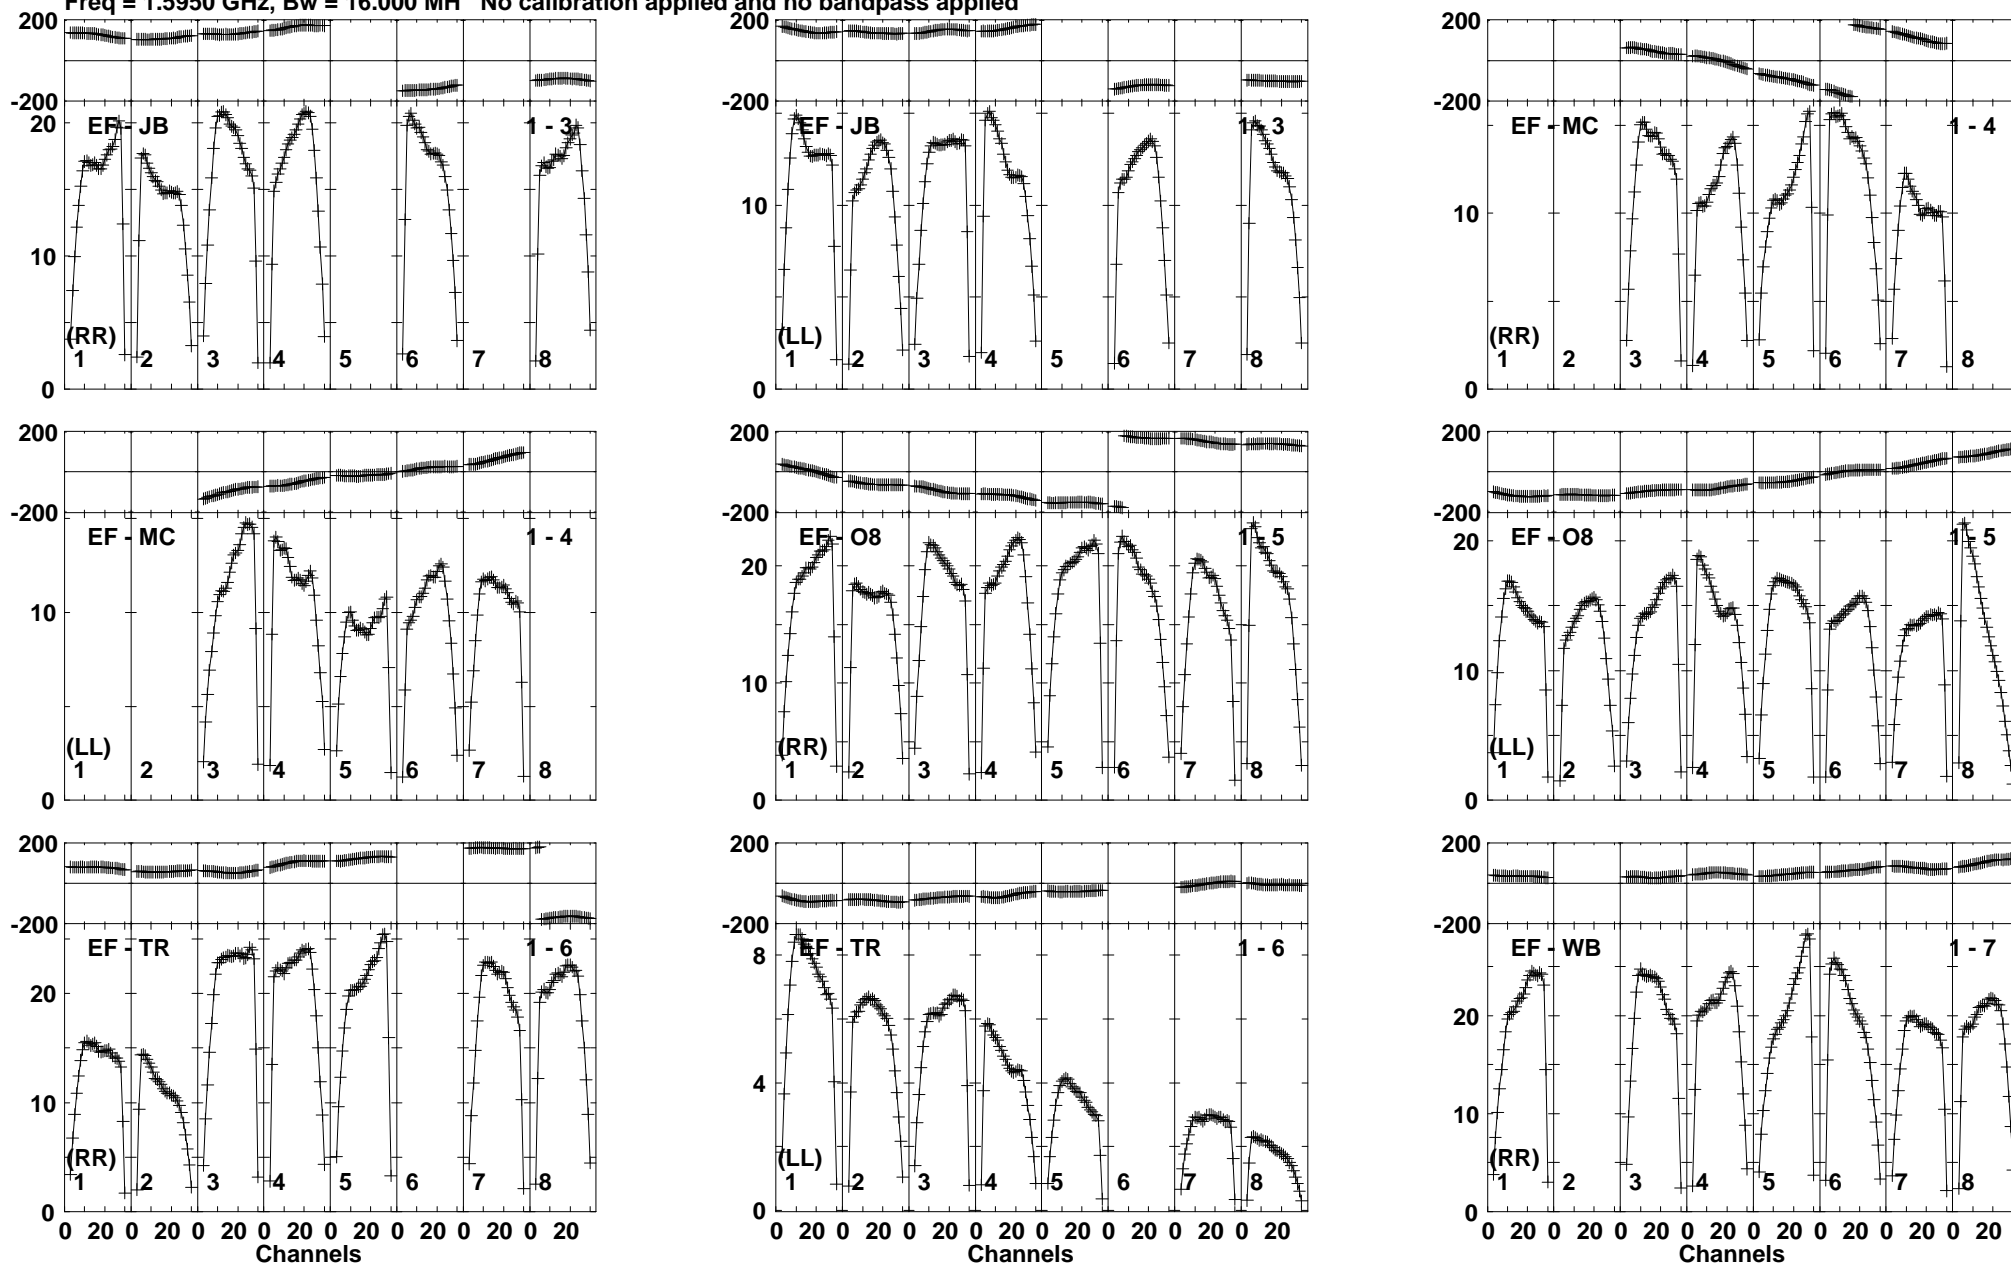 Freq = 1.5950 GHz, Bw = 16.000 MH No calibration applied and no bandpass applied
200 200 200
-200 -200 -200
20 EF - JB 1 - 3 EF - JB 1 - 3 EF - MC 1 - 4
10 10 10
(RR) (LL) (RR)
1 2 3 4 5 6 7 8 1 2 3 4 5 6 7 8 1 2 3 4 5 6 7 8
0 0 0
200 200 200
-200 -200 -200
EF - MC 1 - 4 EF - O8 1 - 5 EF - O8 1 - 5
10 20 20
10 10
(LL) (RR) (LL)
1 2 3 4 5 6 7 8 1 2 3 4 5 6 7 8 1 2 3 4 5 6 7 8
0 0 0
200 200 200
-200 -200 -200
EF - TR 1 - 6 EF - TR 1 - 6 EF - WB 1 - 7
20 8 20
10 4 10
(RR) (LL) (RR)
1 2 3 4 5 6 7 8 1 2 3 4 5 6 7 8 1 2 3 4 5 6 7 8
0 0 0
0 20 0 20 0 20 0 20 0 20 0 20 0 20 0 20 0 20 0 20 0 20 0 20 0 20 0 20 0 20 0 20 0 20 0 20 0 20 0 20 0 20 0 20 0 20 0 20
Channels Channels Channels